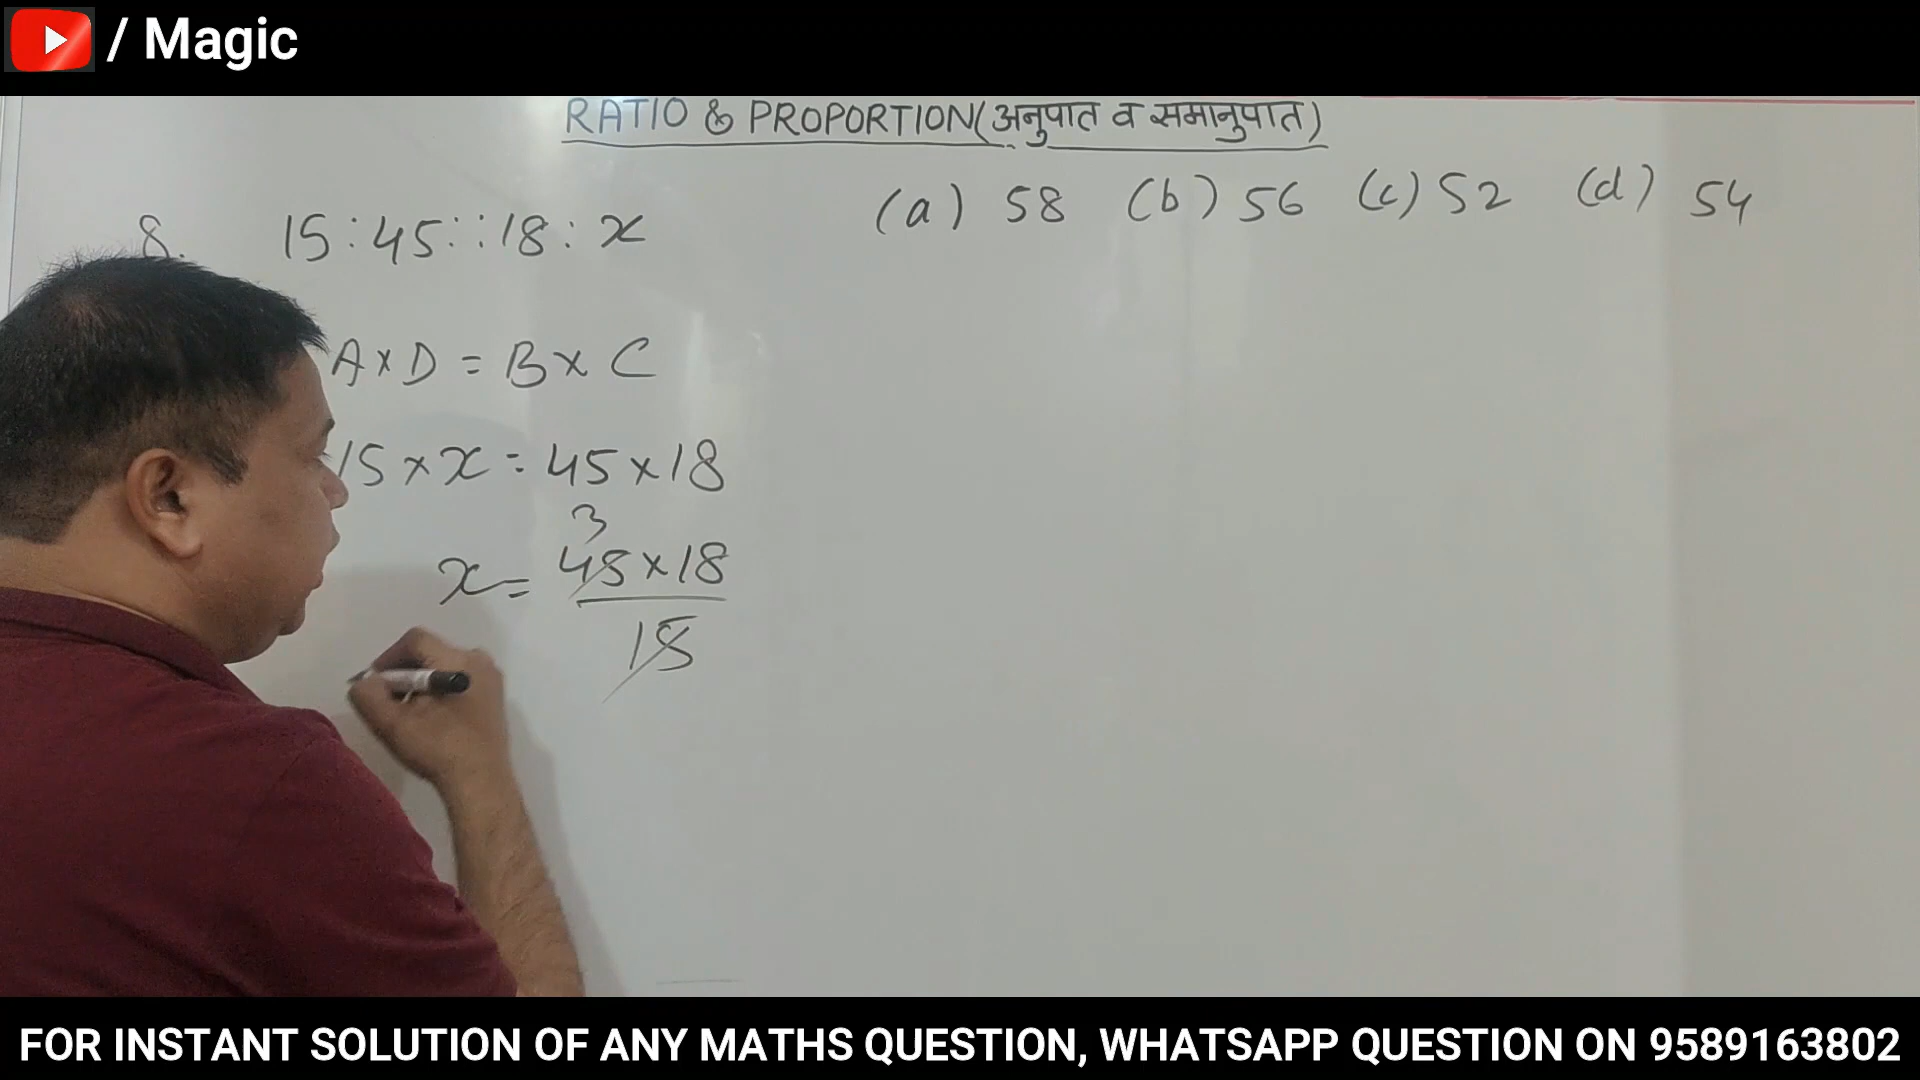 / Magic
RATIO & PROPORTION(अनुपात व समानुपात)
8. 15:45::18:x (a) 58 (b) 56 (c) 52 (d) 54
A×D = B×C
15×x = 45×18
3
x = 45×18
15
FOR INSTANT SOLUTION OF ANY MATHS QUESTION, WHATSAPP QUESTION ON 9589163802